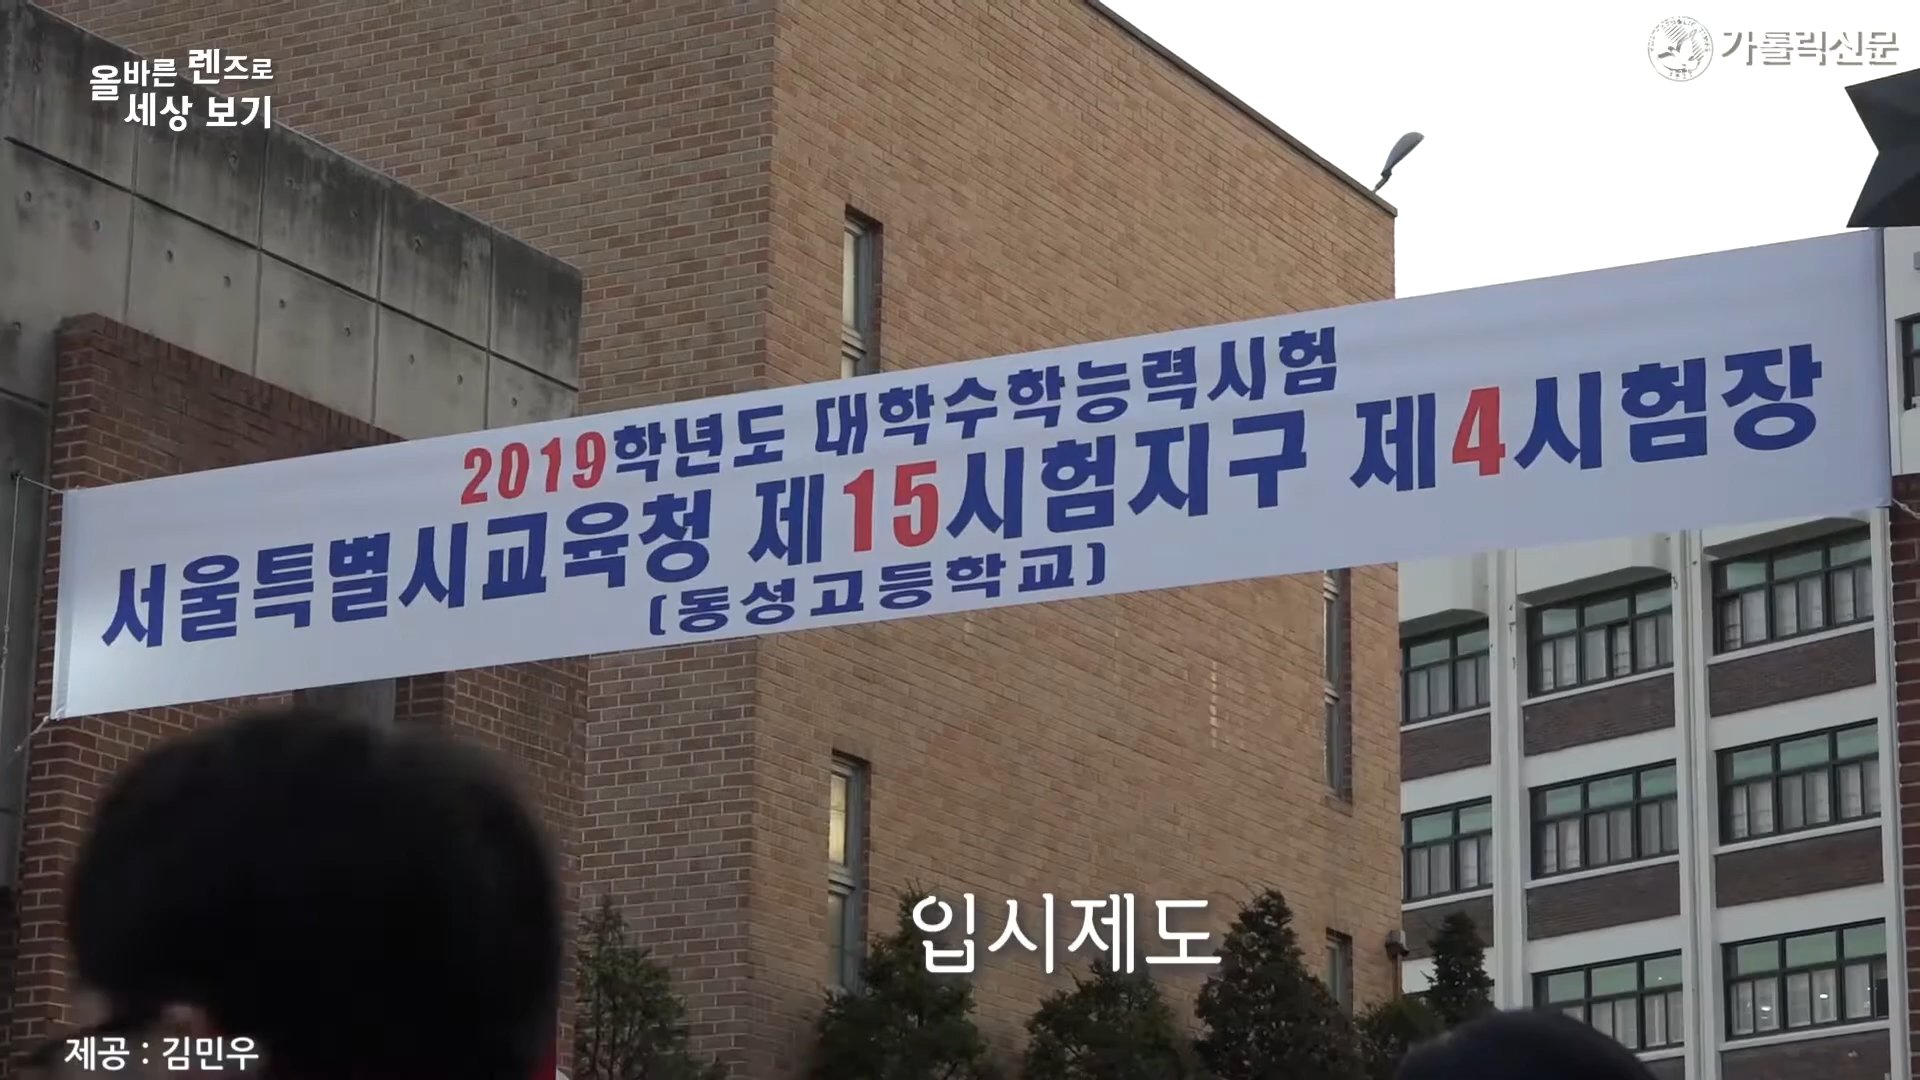 올바른 렌즈로
세상 보기
가톨릭신문
2019학년도 대학수학능력시험
서울특별시교육청 제15시험지구 제4시험장
(동성고등학교)
입시제도
제공 : 김민우